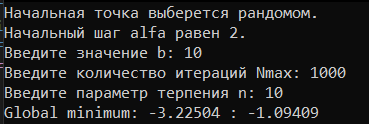 Начальная точка выберется рандомом.
Начальный шаг alfa равен 2.
Введите значение b: 10
Введите количество итераций Nmax: 1000
Введите параметр терпения n: 10
Global minimum: -3.22504 : -1.09409